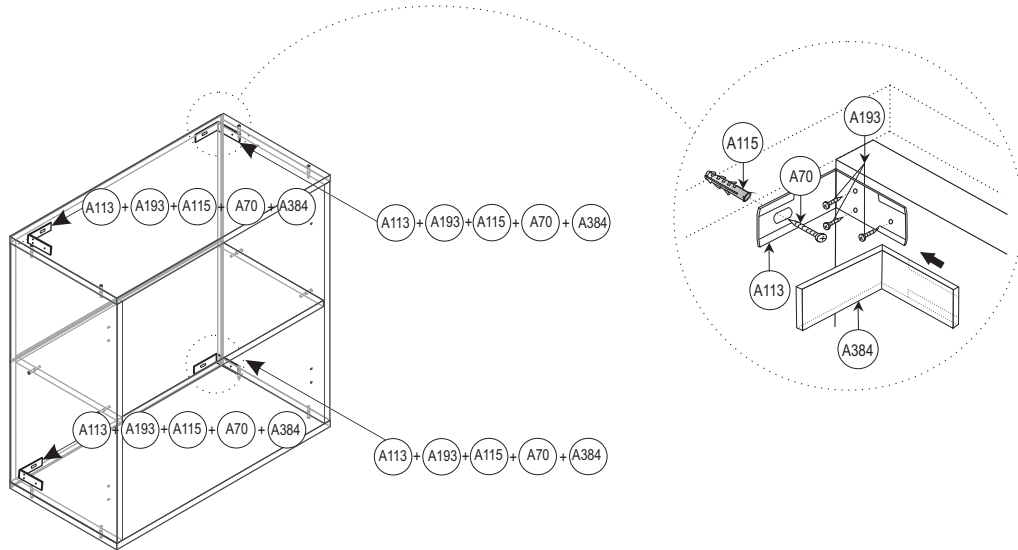 A193
A115
A70
A113 + A193 + A115 + A70 + A384
A113 + A193 + A115 + A70 + A384
A113
A384
A113 + A193 + A115 + A70 + A384
A113 + A193 + A115 + A70 + A384